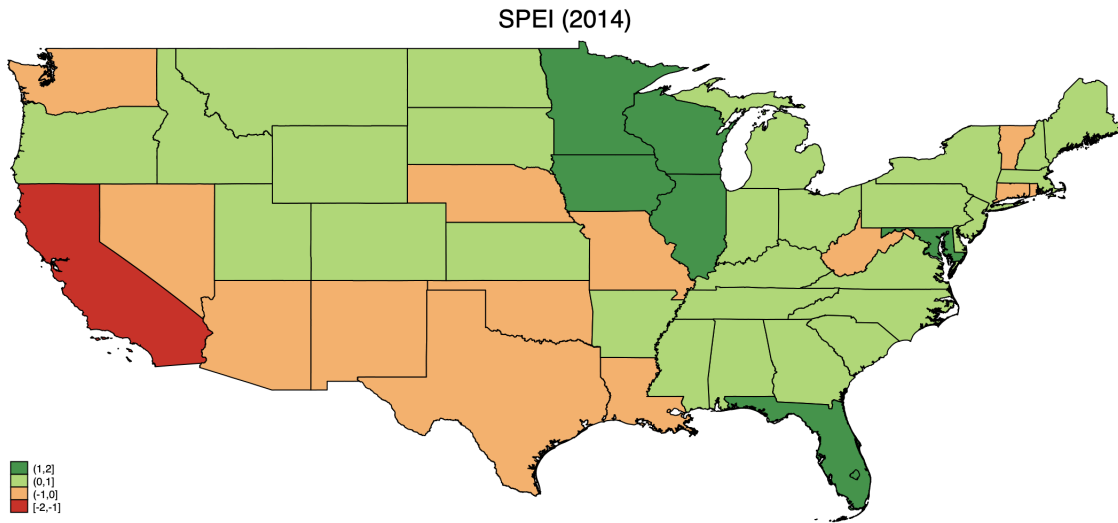 SPEI (2014)
(1,2]
(0,1]
(-1,0]
[-2,-1]